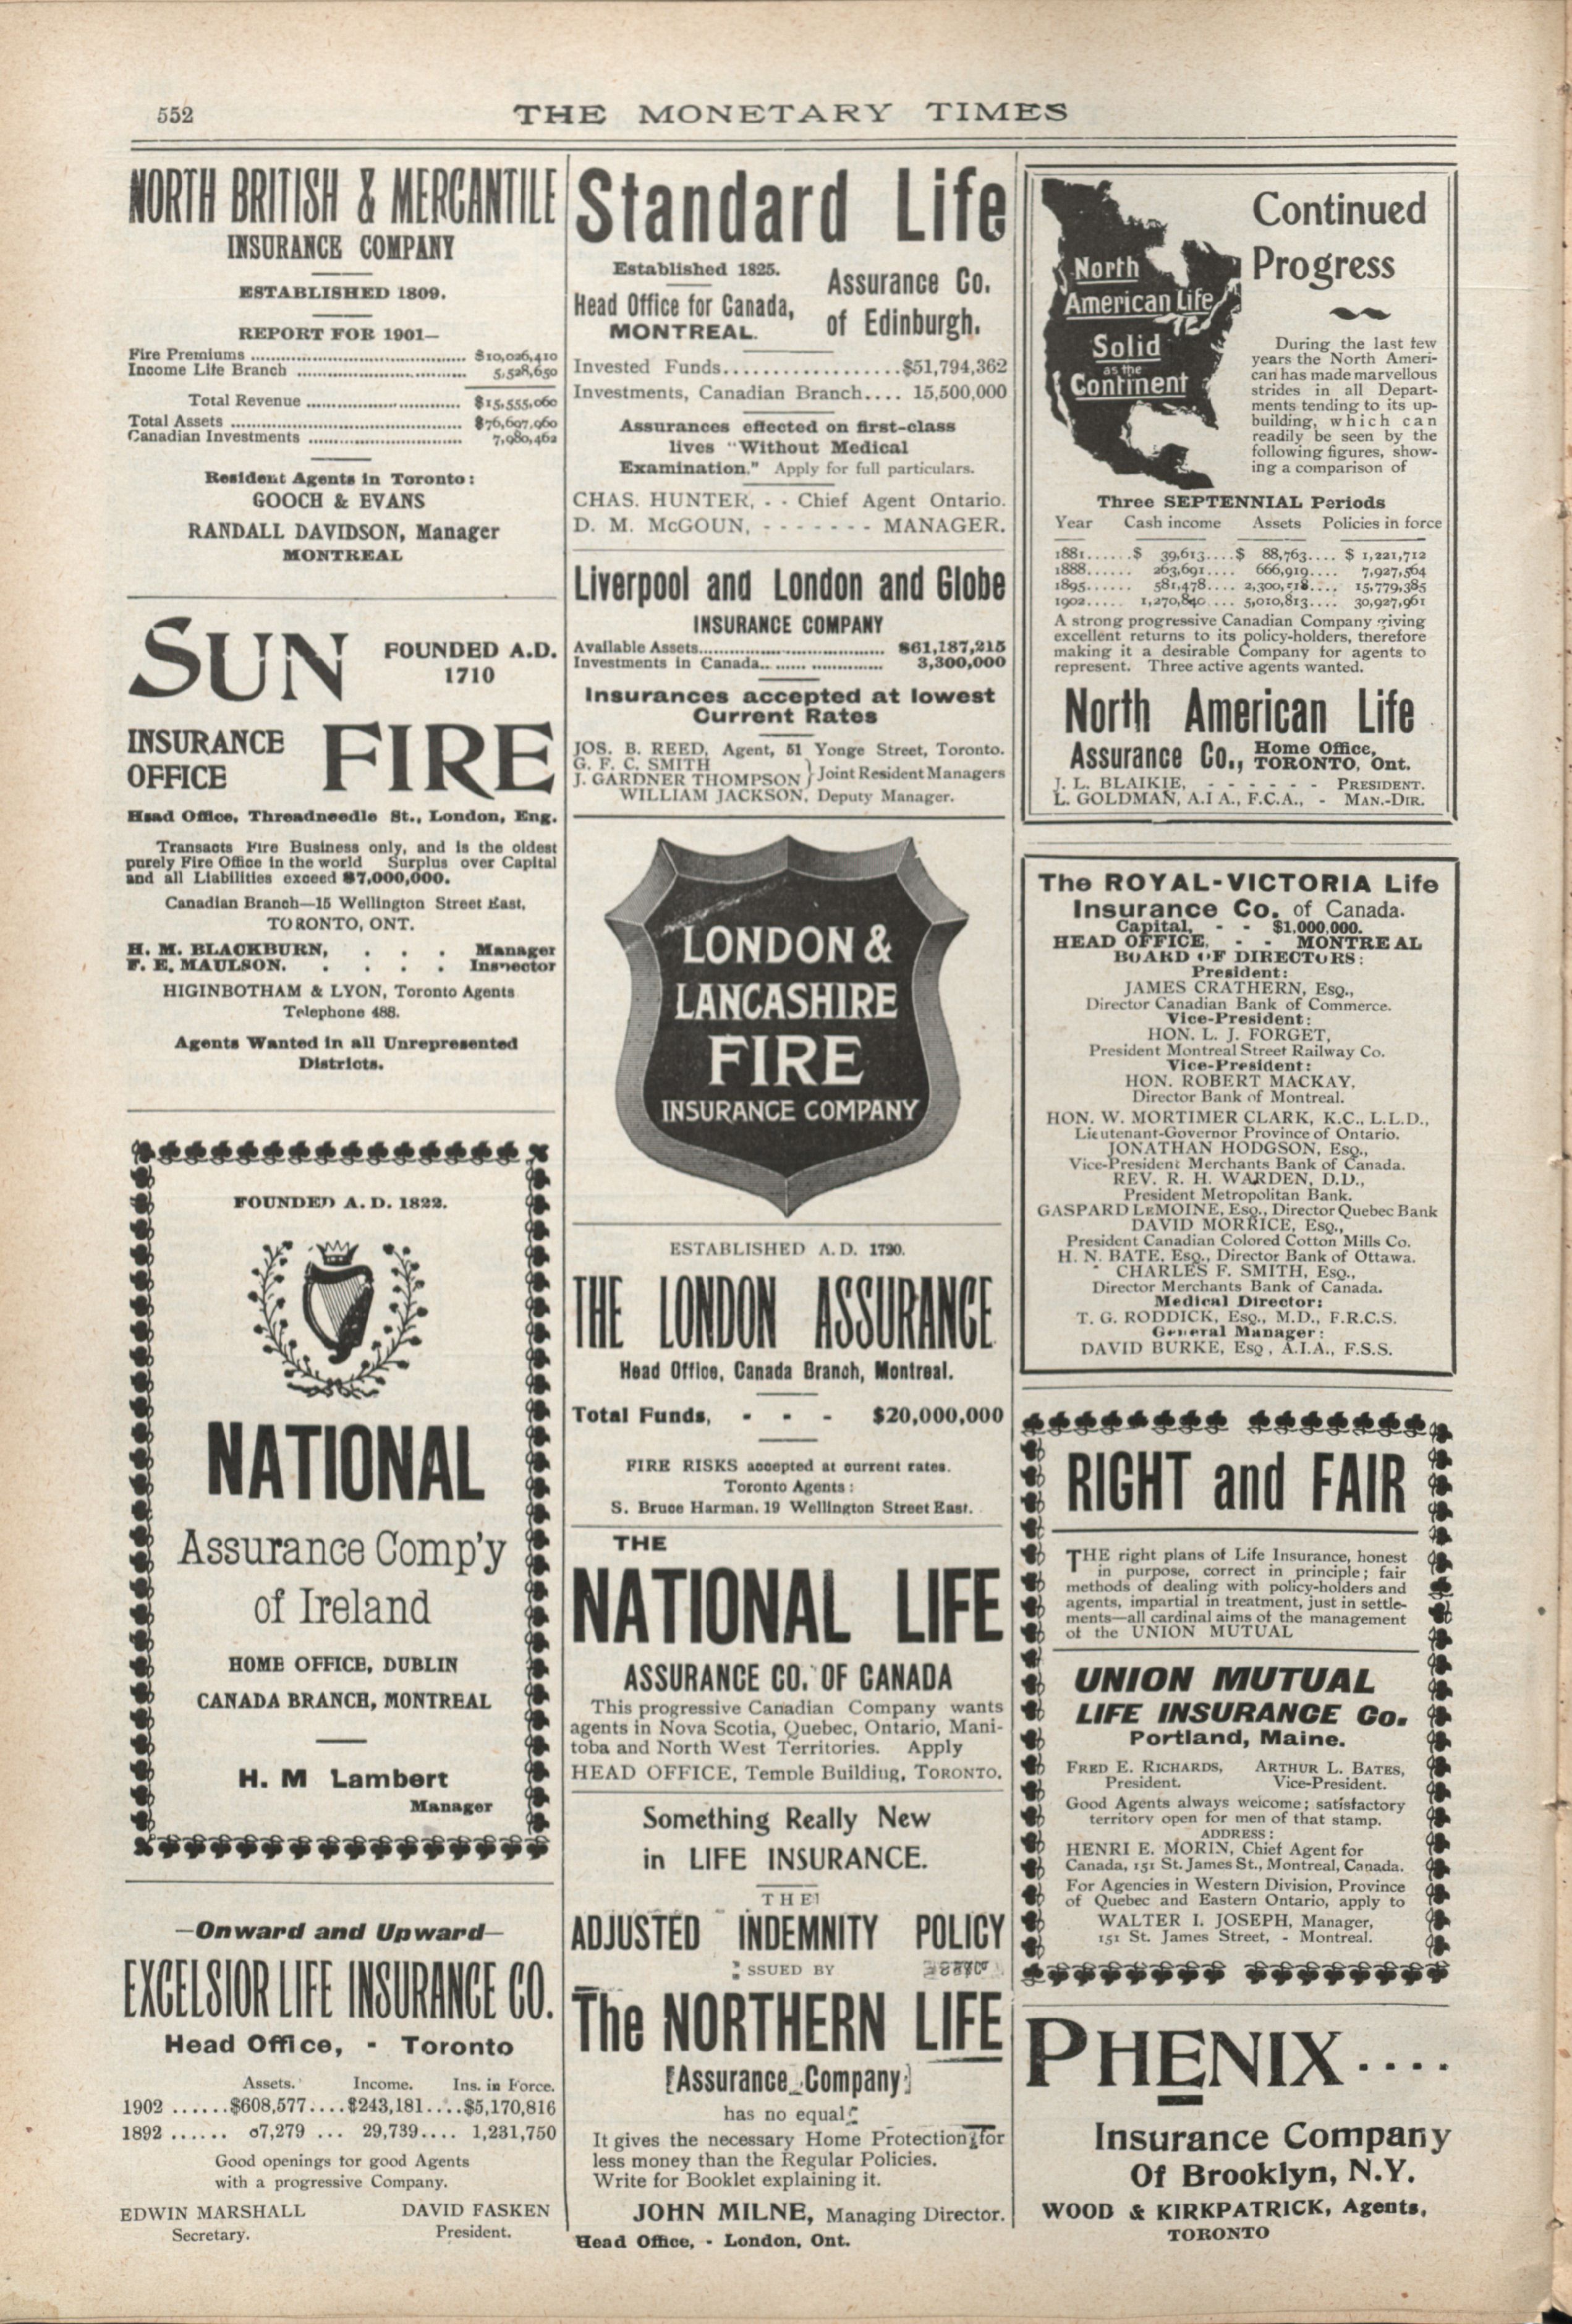 552
THE MONETARY TIMES
NORTH BRITISH & MERCANTILE
INSURANCE COMPANY
ESTABLISHED 1809.
REPORT FOR 1901—
Fire Premiums ........ $10,026,410
Income Life Branch ........ 5,528,650
Total Revenue ........ $15,555,060
Total Assets ........ $76,697,960
Canadian Investments ........ 7,980,462
Resident Agents in Toronto:
GOOCH & EVANS
RANDALL DAVIDSON, Manager
MONTREAL
SUN FOUNDED A.D.
1710
INSURANCE
OFFICE FIRE
Head Office, Threadneedle St., London, Eng.
Transacts Fire Business only, and is the oldest
purely Fire Office in the world Surplus over Capital
and all Liabilities exceed $7,000,000.
Canadian Branch—15 Wellington Street East,
TORONTO, ONT.
H. M. BLACKBURN, . . . Manager
F. E. MAULSON. . . . . Inspector
HIGINBOTHAM & LYON, Toronto Agents
Telephone 488.
Agents Wanted in all Unrepresented
Districts.
FOUNDED A. D. 1822.
NATIONAL
Assurance Comp'y
of Ireland
HOME OFFICE, DUBLIN
CANADA BRANCH, MONTREAL
H. M Lambert
Manager
—Onward and Upward—
EXCELSIOR LIFE INSURANCE CO.
Head Office, - Toronto
Assets. Income. Ins. in Force.
1902 ......$608,577....$243,181....$5,170,816
1892 ...... 67,279 ... 29,739.... 1,231,750
Good openings for good Agents
with a progressive Company.
EDWIN MARSHALL DAVID FASKEN
Secretary. President.
Standard Life
Established 1825.
Assurance Co.
of Edinburgh.
Head Office for Canada,
MONTREAL.
Invested Funds..................$51,794,362
Investments, Canadian Branch.... 15,500,000
Assurances effected on first-class
lives "Without Medical
Examination." Apply for full particulars.
CHAS. HUNTER, - - Chief Agent Ontario.
D. M. McGOUN, - - - - - - - MANAGER.
Liverpool and London and Globe
INSURANCE COMPANY
Available Assets........ $61,187,215
Investments in Canada........ 3,300,000
Insurances accepted at lowest
Current Rates
JOS. B. REED, Agent, 51 Yonge Street, Toronto.
G. F. C. SMITH
J. GARDNER THOMPSON } Joint Resident Managers
WILLIAM JACKSON, Deputy Manager.
LONDON &
LANCASHIRE
FIRE
INSURANCE COMPANY
ESTABLISHED A.D. 1720.
THE LONDON ASSURANCE
Head Office, Canada Branch, Montreal.
Total Funds, - - - $20,000,000
FIRE RISKS accepted at current rates.
Toronto Agents:
S. Bruce Harman, 19 Wellington Street East.
THE
NATIONAL LIFE
ASSURANCE CO. OF CANADA
This progressive Canadian Company wants
agents in Nova Scotia, Quebec, Ontario, Mani-
toba and North West Territories. Apply
HEAD OFFICE, Temple Building, TORONTO.
Something Really New
in LIFE INSURANCE.
THE
ADJUSTED INDEMNITY POLICY
ISSUED BY
The NORTHERN LIFE
[Assurance Company]
has no equal
It gives the necessary Home Protection for
less money than the Regular Policies.
Write for Booklet explaining it.
JOHN MILNE, Managing Director.
Head Office, - London, Ont.
North
American Life
Solid
as the
Continent
Continued
Progress
During the last few
years the North Ameri-
can has made marvellous
strides in all Depart-
ments tending to its up-
building, which can
readily be seen by the
following figures, show-
ing a comparison of
Three SEPTENNIAL Periods
Year Cash income Assets Policies in force
1881......$ 39,613....$ 88,763.... $ 1,221,712
1888...... 263,691.... 666,919.... 7,927,564
1895...... 581,478.... 2,300,518.... 15,779,385
1902..... 1,270,840 ... 5,010,813.... 30,927,961
A strong progressive Canadian Company giving
excellent returns to its policy-holders, therefore
making it a desirable Company for agents to
represent. Three active agents wanted.
North American Life
Assurance Co., Home Office,
TORONTO, Ont.
J. L. BLAIKIE, - - - - - - PRESIDENT.
L. GOLDMAN, A.I A., F.C.A., - MAN.-DIR.
The ROYAL-VICTORIA Life
Insurance Co. of Canada.
Capital, - - $1,000,000.
HEAD OFFICE, - - MONTREAL
BOARD OF DIRECTORS:
President:
JAMES CRATHERN, Esq.,
Director Canadian Bank of Commerce.
Vice-President:
HON. L. J. FORGET,
President Montreal Street Railway Co.
Vice-President:
HON. ROBERT MACKAY,
Director Bank of Montreal.
HON. W. MORTIMER CLARK, K.C., L.L.D.,
Lieutenant-Governor Province of Ontario.
JONATHAN HODGSON, Esq.,
Vice-President Merchants Bank of Canada.
REV. R. H. WARDEN, D.D.,
President Metropolitan Bank.
GASPARD LEMOINE, Esq., Director Quebec Bank
DAVID MORRICE, Esq.,
President Canadian Colored Cotton Mills Co.
H. N. BATE, Esq., Director Bank of Ottawa.
CHARLES F. SMITH, Esq.,
Director Merchants Bank of Canada.
Medical Director:
T. G. RODDICK, Esq., M.D., F.R.C.S.
General Manager:
DAVID BURKE, Esq , A.I.A., F.S.S.
RIGHT and FAIR
THE right plans of Life Insurance, honest
in purpose, correct in principle; fair
methods of dealing with policy-holders and
agents, impartial in treatment, just in settle-
ments—all cardinal aims of the management
of the UNION MUTUAL
UNION MUTUAL
LIFE INSURANCE Co.
Portland, Maine.
FRED E. RICHARDS, ARTHUR L. BATES,
President. Vice-President.
Good Agents always welcome; satisfactory
territory open for men of that stamp.
ADDRESS:
HENRI E. MORIN, Chief Agent for
Canada, 151 St. James St., Montreal, Canada.
For Agencies in Western Division, Province
of Quebec and Eastern Ontario, apply to
WALTER I. JOSEPH, Manager,
151 St. James Street, - Montreal.
PHENIX....
Insurance Company
Of Brooklyn, N.Y.
WOOD & KIRKPATRICK, Agents,
TORONTO